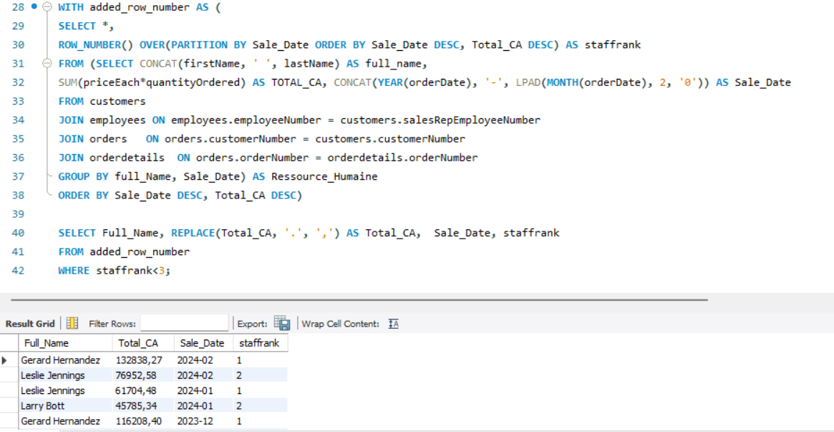 28 WITH added_row_number AS (
29 SELECT *,
30 ROW_NUMBER() OVER(PARTITION BY Sale_Date ORDER BY Sale_Date DESC, Total_CA DESC) AS staffrank
31 FROM (SELECT CONCAT(firstName, ' ', lastName) AS full_name,
32 SUM(priceEach*quantityOrdered) AS TOTAL_CA, CONCAT(YEAR(orderDate), '-', LPAD(MONTH(orderDate), 2, '0')) AS Sale_Date
33 FROM customers
34 JOIN employees ON employees.employeeNumber = customers.salesRepEmployeeNumber
35 JOIN orders ON orders.customerNumber = customers.customerNumber
36 JOIN orderdetails ON orders.orderNumber = orderdetails.orderNumber
37 GROUP BY full_Name, Sale_Date) AS Ressource_Humaine
38 ORDER BY Sale_Date DESC, Total_CA DESC)
39
40 SELECT Full_Name, REPLACE(Total_CA, '.', ',') AS Total_CA, Sale_Date, staffrank
41 FROM added_row_number
42 WHERE staffrank<3;
Result Grid Filter Rows: Export: Wrap Cell Content:
Full_Name Total_CA Sale_Date staffrank
Gerard Hernandez 132838,27 2024-02 1
Leslie Jennings 76952,58 2024-02 2
Leslie Jennings 61704,48 2024-01 1
Larry Bott 45785,34 2024-01 2
Gerard Hernandez 116208,40 2023-12 1